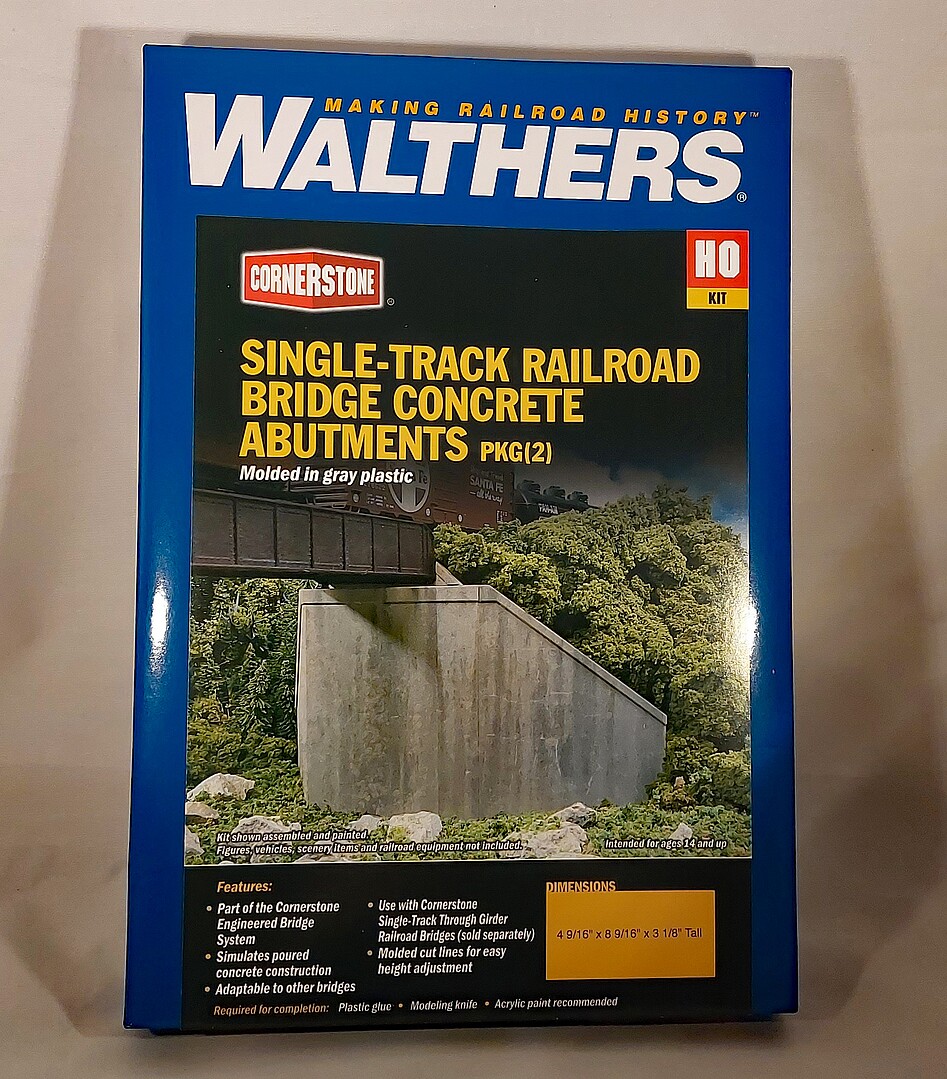 MAKING RAILROAD HISTORY™
WALTHERS®
CORNERSTONE®
HO
KIT
SINGLE-TRACK RAILROAD
BRIDGE CONCRETE
ABUTMENTS PKG(2)
Molded in gray plastic
SANTA FE
all the way
Kit shown assembled and painted.
Figures, vehicles, scenery items and railroad equipment not included.
Intended for ages 14 and up
Features:
• Part of the Cornerstone
Engineered Bridge
System
• Simulates poured
concrete construction
• Adaptable to other bridges
• Use with Cornerstone
Single-Track Through Girder
Railroad Bridges (sold separately)
• Molded cut lines for easy
height adjustment
DIMENSIONS
4 9/16" x 8 9/16" x 3 1/8" Tall
Required for completion: Plastic glue • Modeling knife • Acrylic paint recommended